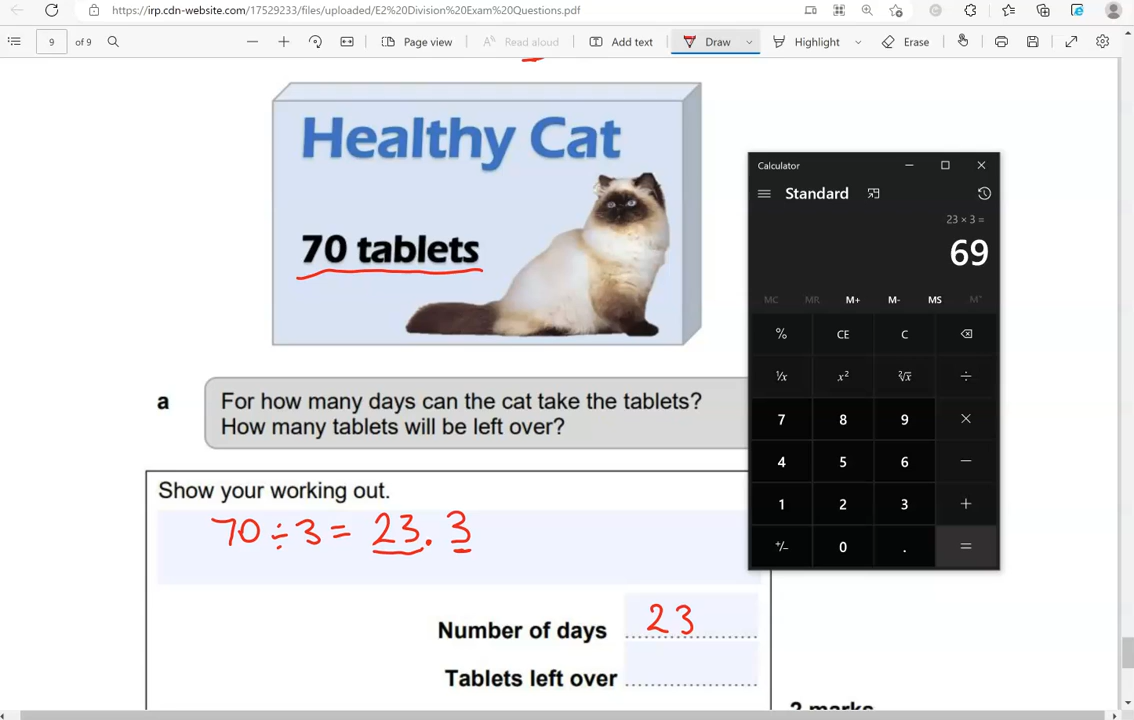 https://irp.cdn-website.com/17529233/files/uploaded/E2%20Division%20Exam%20Questions.pdf
9 of 9
Page view
Read aloud
Add text
Draw
Highlight
Erase
Healthy Cat
70 tablets
Calculator
Standard
23 × 3 =
69
MC MR M+ M- MS
% CE C
1/x x² ²√x ÷
7 8 9 ×
4 5 6 −
1 2 3 +
+/− 0 . =
a
For how many days can the cat take the tablets?
How many tablets will be left over?
Show your working out.
70 ÷ 3 = 23.3
Number of days 23
Tablets left over
2 marks